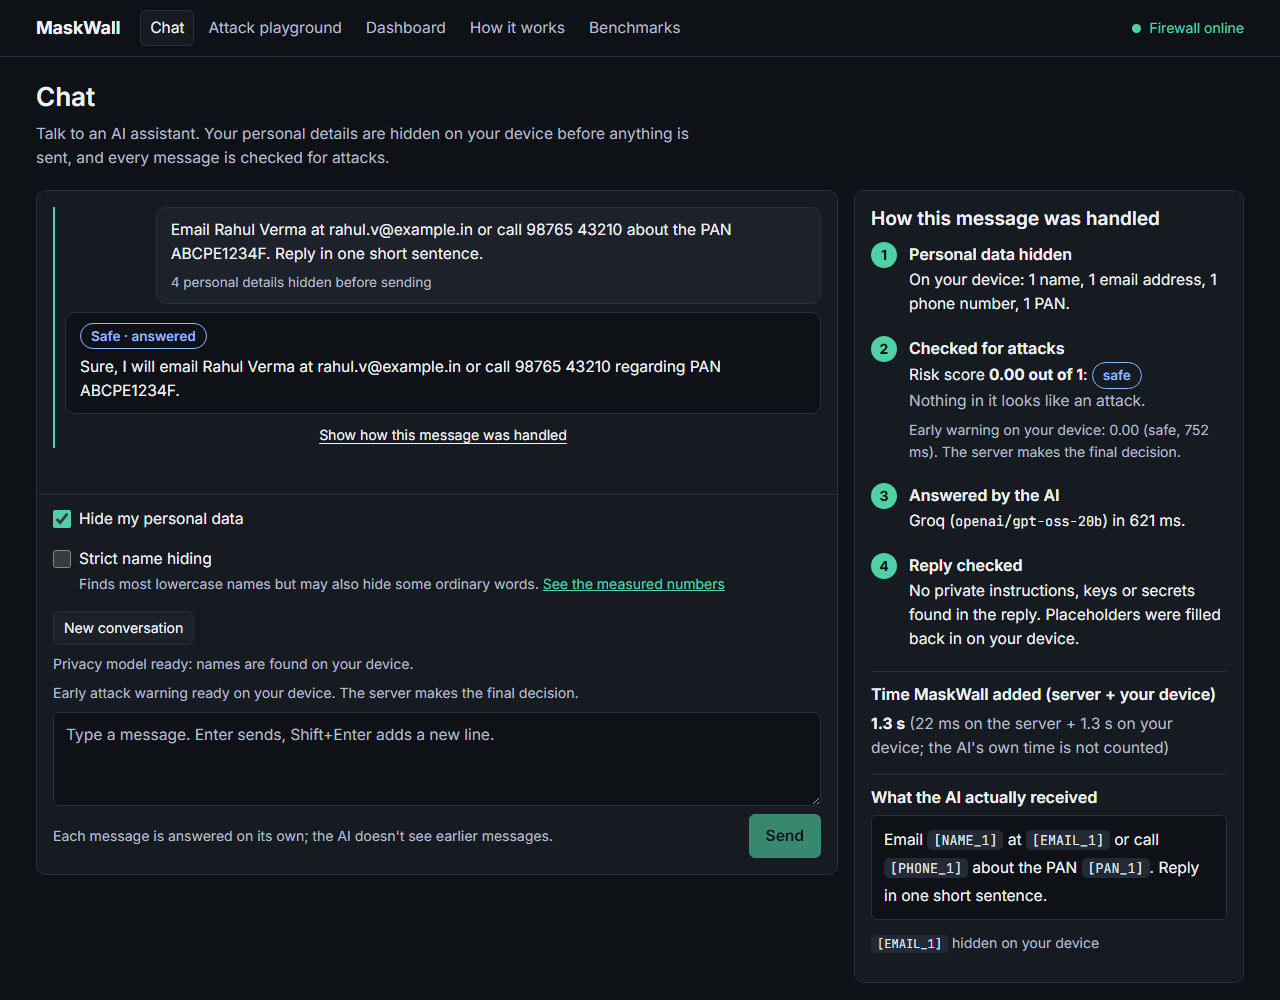 MaskWall
Chat
Attack playground
Dashboard
How it works
Benchmarks
Firewall online
Chat
Talk to an AI assistant. Your personal details are hidden on your device before anything is
sent, and every message is checked for attacks.
Email Rahul Verma at rahul.v@example.in or call 98765 43210 about the PAN
ABCPE1234F. Reply in one short sentence.
4 personal details hidden before sending
Safe · answered
Sure, I will email Rahul Verma at rahul.v@example.in or call 98765 43210 regarding PAN
ABCPE1234F.
Show how this message was handled
Hide my personal data
Strict name hiding
Finds most lowercase names but may also hide some ordinary words. See the measured numbers
New conversation
Privacy model ready: names are found on your device.
Early attack warning ready on your device. The server makes the final decision.
Type a message. Enter sends, Shift+Enter adds a new line.
Each message is answered on its own; the AI doesn't see earlier messages.
Send
How this message was handled
1 Personal data hidden
On your device: 1 name, 1 email address, 1
phone number, 1 PAN.
2 Checked for attacks
Risk score 0.00 out of 1: safe
Nothing in it looks like an attack.
Early warning on your device: 0.00 (safe, 752
ms). The server makes the final decision.
3 Answered by the AI
Groq (openai/gpt-oss-20b) in 621 ms.
4 Reply checked
No private instructions, keys or secrets
found in the reply. Placeholders were filled
back in on your device.
Time MaskWall added (server + your device)
1.3 s (22 ms on the server + 1.3 s on your
device; the AI's own time is not counted)
What the AI actually received
Email [NAME_1] at [EMAIL_1] or call
[PHONE_1] about the PAN [PAN_1]. Reply
in one short sentence.
[EMAIL_1] hidden on your device